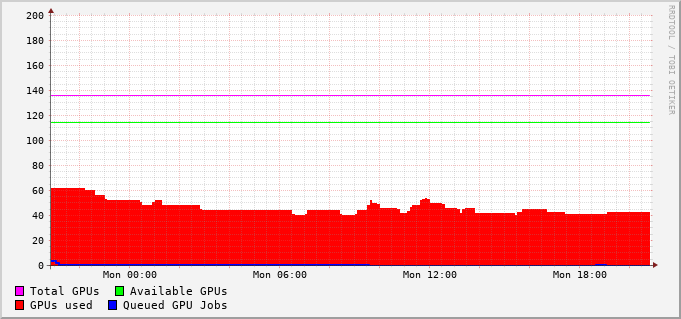 RRDTOOL / TOBI OETIKER
200
180
160
140
120
100
80
60
40
20
0
Mon 00:00 Mon 06:00 Mon 12:00 Mon 18:00
Total GPUs Available GPUs
GPUs used Queued GPU Jobs